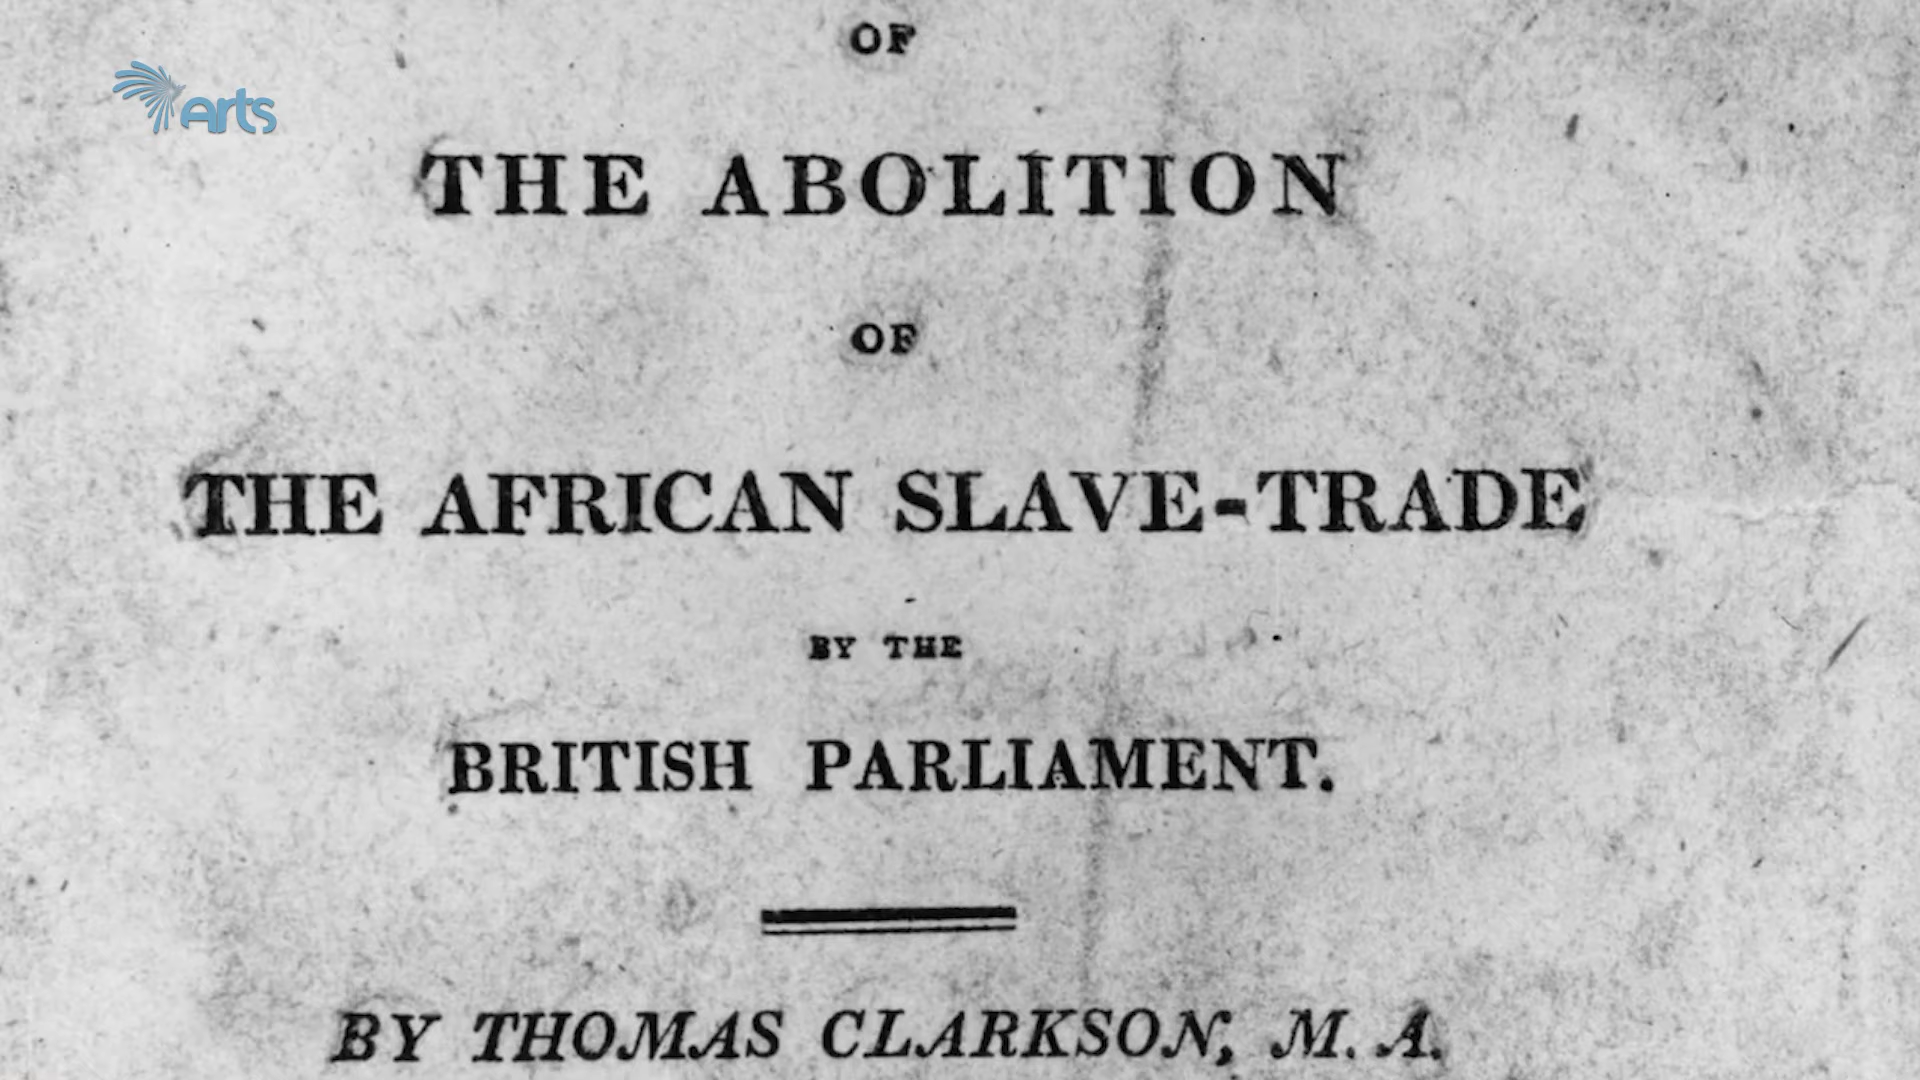 OF
arts
THE ABOLITION
OF
THE AFRICAN SLAVE-TRADE
BY THE
BRITISH PARLIAMENT.
BY THOMAS CLARKSON, M. A.